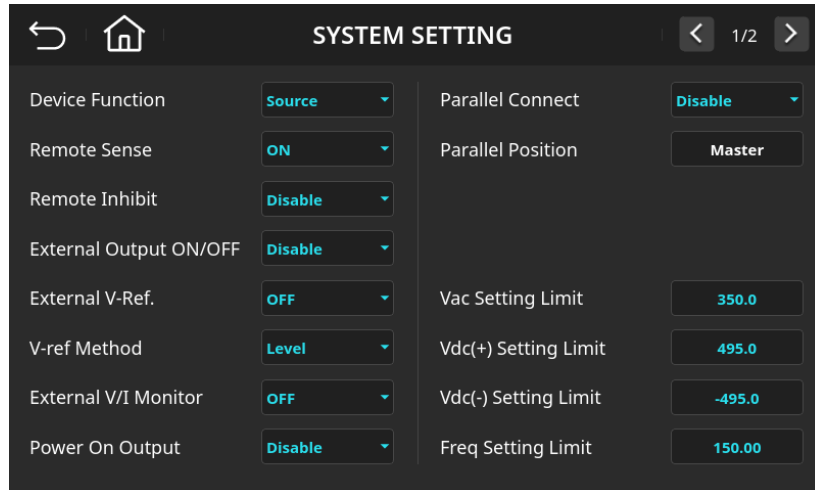 SYSTEM SETTING
1/2
Device Function Source
Remote Sense ON
Remote Inhibit Disable
External Output ON/OFF Disable
External V-Ref. OFF
V-ref Method Level
External V/I Monitor OFF
Power On Output Disable
Parallel Connect Disable
Parallel Position Master
Vac Setting Limit 350.0
Vdc(+) Setting Limit 495.0
Vdc(-) Setting Limit -495.0
Freq Setting Limit 150.00